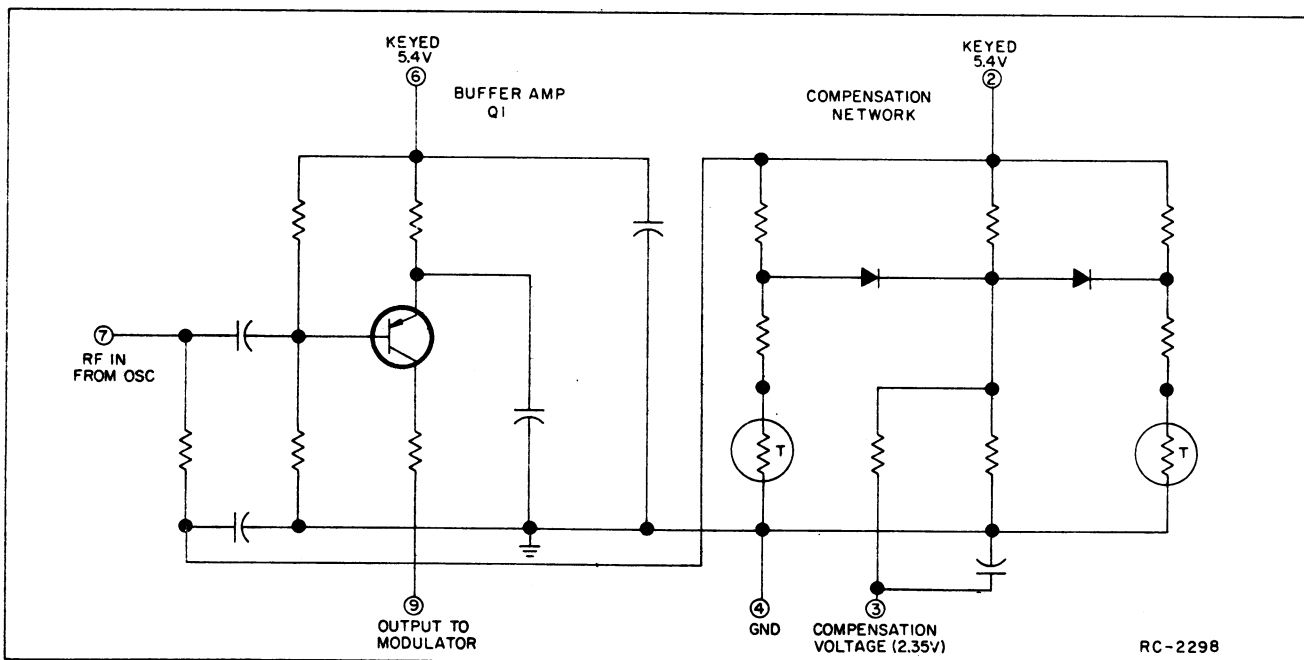 KEYED
5.4V
6
BUFFER AMP
Q1
KEYED
5.4V
2
COMPENSATION
NETWORK
7
RF IN
FROM OSC
T
T
9
OUTPUT TO
MODULATOR
4
GND
3
COMPENSATION
VOLTAGE (2.35V)
RC-2298